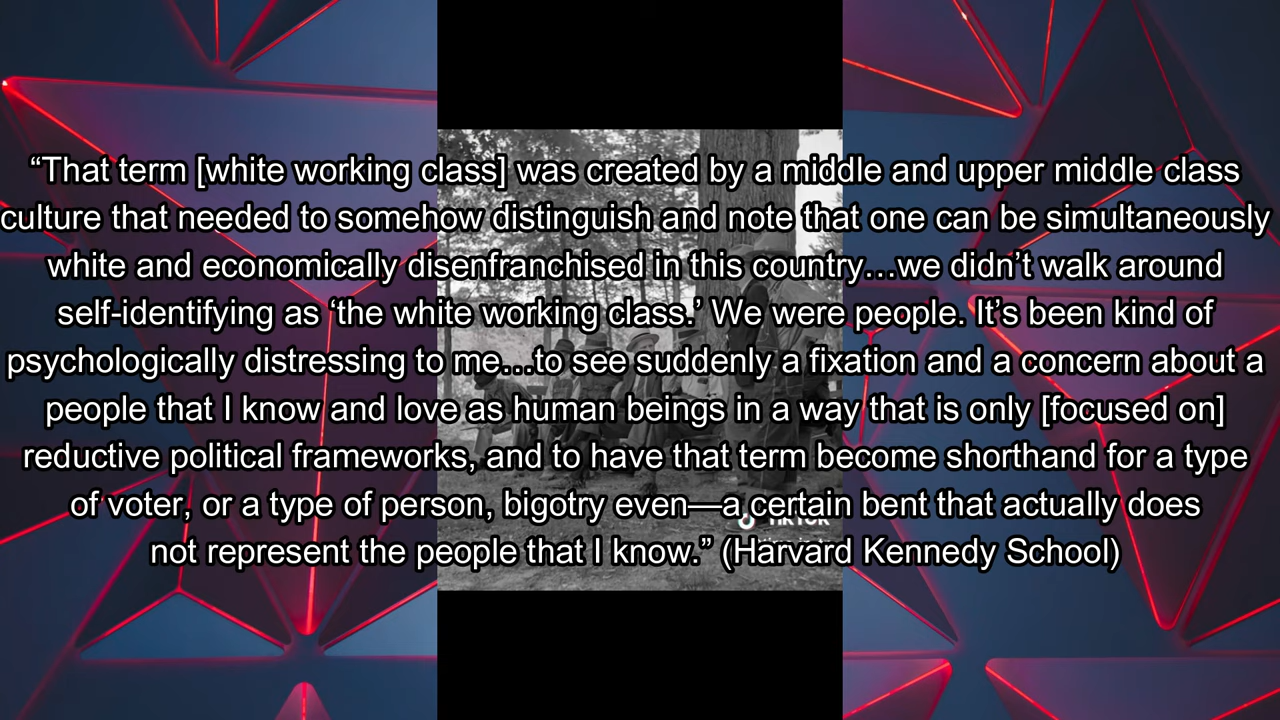 “That term [white working class] was created by a middle and upper middle class
culture that needed to somehow distinguish and note that one can be simultaneously
white and economically disenfranchised in this country…we didn’t walk around
self-identifying as ‘the white working class.’ We were people. It’s been kind of
psychologically distressing to me…to see suddenly a fixation and a concern about a
people that I know and love as human beings in a way that is only [focused on]
reductive political frameworks, and to have that term become shorthand for a type
of voter, or a type of person, bigotry even—a certain bent that actually does
TikTok
not represent the people that I know.” (Harvard Kennedy School)